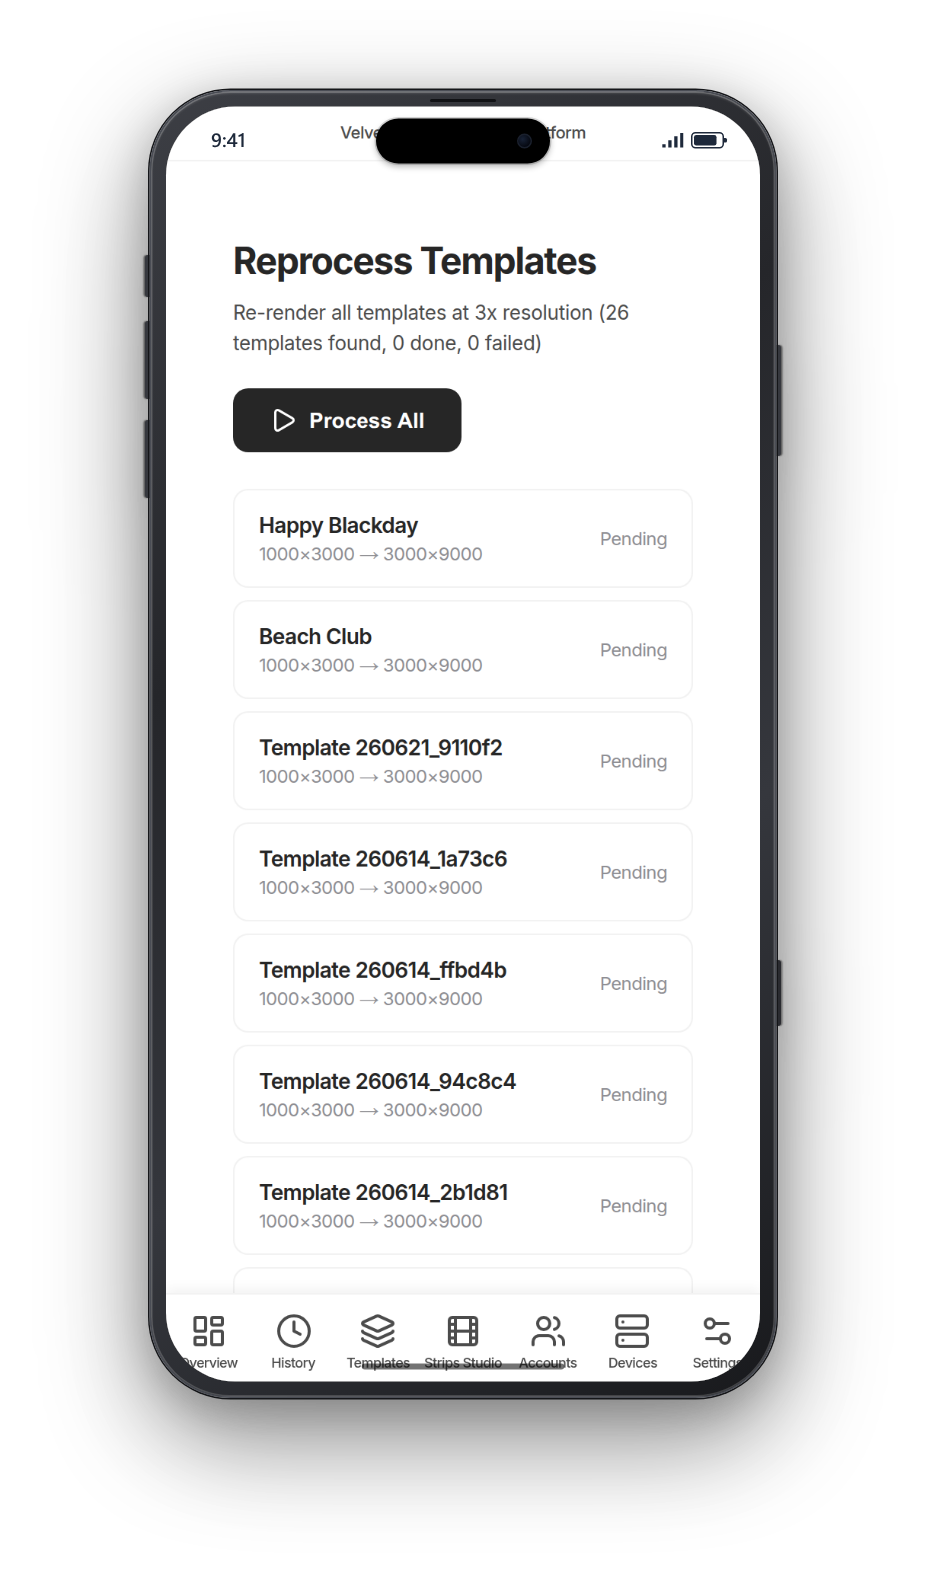 9:41
Reprocess Templates
Re-render all templates at 3x resolution (26
templates found, 0 done, 0 failed)
Process All
Happy Blackday
1000×3000 → 3000×9000
Pending
Beach Club
1000×3000 → 3000×9000
Pending
Template 260621_9110f2
1000×3000 → 3000×9000
Pending
Template 260614_1a73c6
1000×3000 → 3000×9000
Pending
Template 260614_ffbd4b
1000×3000 → 3000×9000
Pending
Template 260614_94c8c4
1000×3000 → 3000×9000
Pending
Template 260614_2b1d81
1000×3000 → 3000×9000
Pending
Overview History Templates Strips Studio Accounts Devices Settings